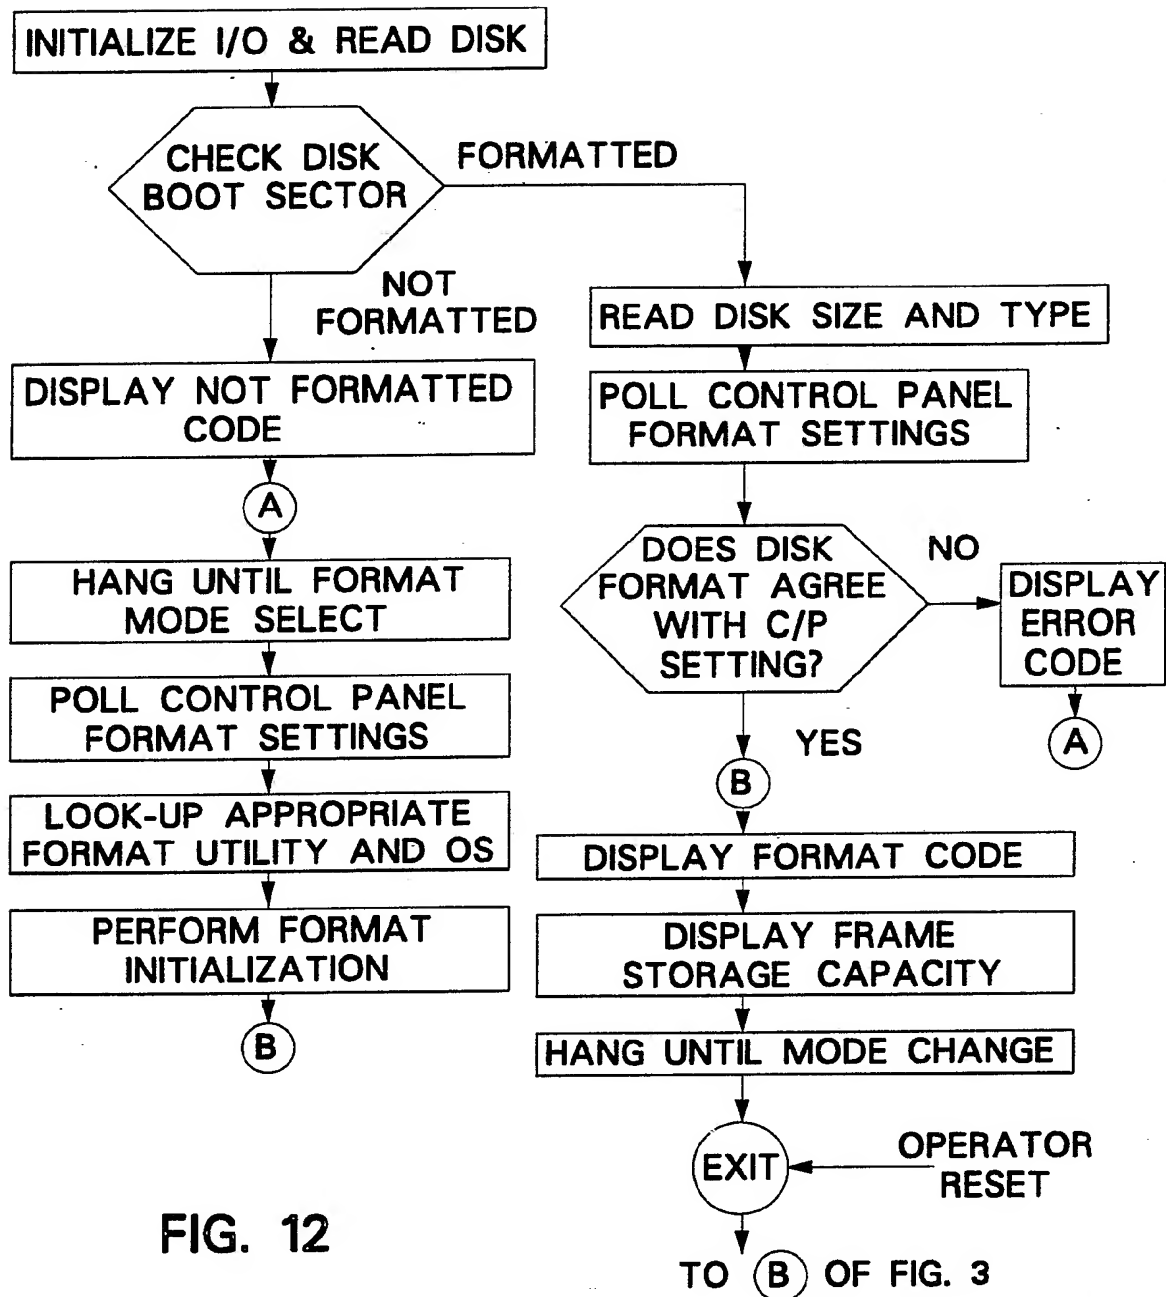 INITIALIZE I/O & READ DISK
CHECK DISK
BOOT SECTOR
FORMATTED
NOT
FORMATTED
DISPLAY NOT FORMATTED
CODE
A
HANG UNTIL FORMAT
MODE SELECT
POLL CONTROL PANEL
FORMAT SETTINGS
LOOK-UP APPROPRIATE
FORMAT UTILITY AND OS
PERFORM FORMAT
INITIALIZATION
B
READ DISK SIZE AND TYPE
POLL CONTROL PANEL
FORMAT SETTINGS
DOES DISK
FORMAT AGREE
WITH C/P
SETTING?
NO
DISPLAY
ERROR
CODE
A
YES
B
DISPLAY FORMAT CODE
DISPLAY FRAME
STORAGE CAPACITY
HANG UNTIL MODE CHANGE
EXIT
OPERATOR
RESET
TO B OF FIG. 3
FIG. 12